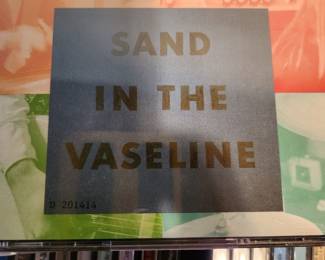 SAND
IN THE
VASELINE
D 201414